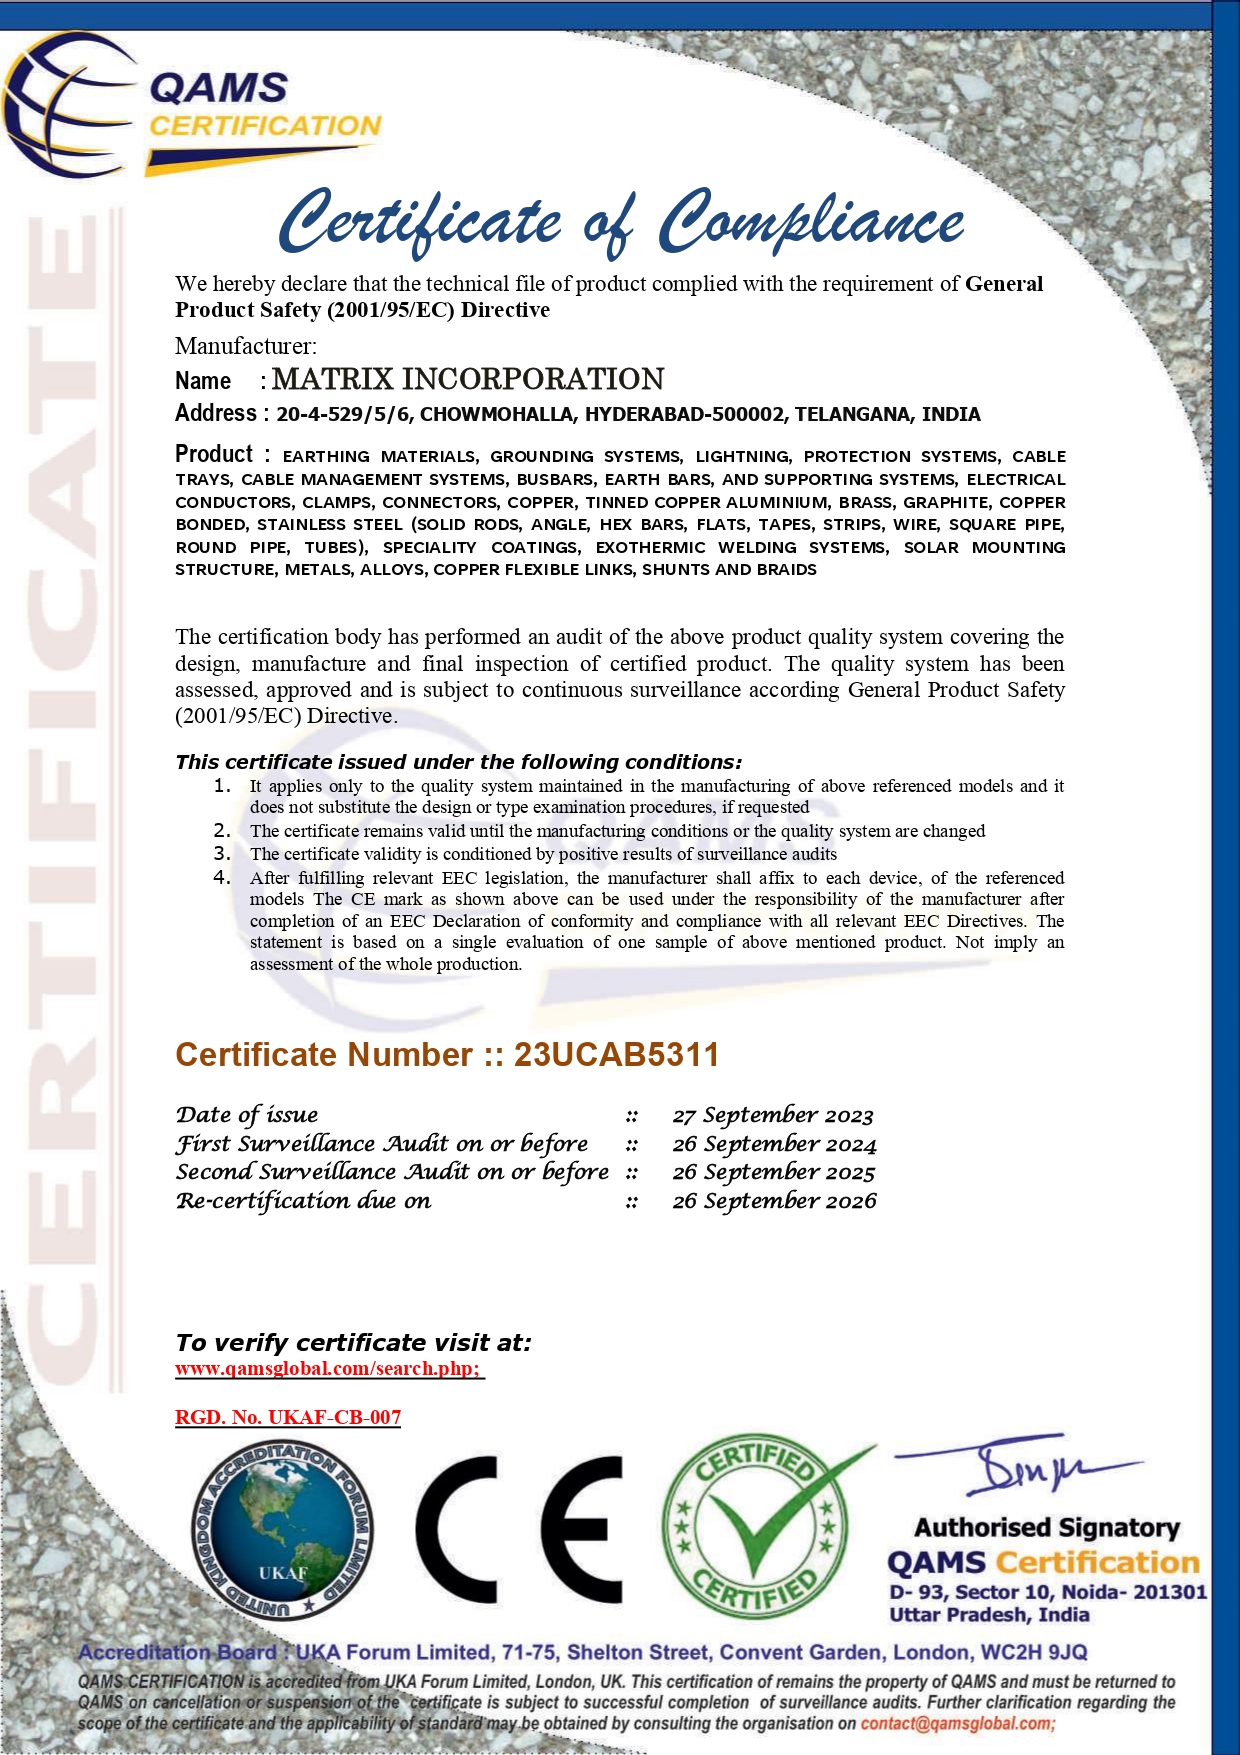 QAMS
CERTIFICATION
CERTIFICATE
Certificate of Compliance
We hereby declare that the technical file of product complied with the requirement of General
Product Safety (2001/95/EC) Directive
Manufacturer:
Name : MATRIX INCORPORATION
Address : 20-4-529/5/6, CHOWMOHALLA, HYDERABAD-500002, TELANGANA, INDIA
Product : EARTHING MATERIALS, GROUNDING SYSTEMS, LIGHTNING, PROTECTION SYSTEMS, CABLE
TRAYS, CABLE MANAGEMENT SYSTEMS, BUSBARS, EARTH BARS, AND SUPPORTING SYSTEMS, ELECTRICAL
CONDUCTORS, CLAMPS, CONNECTORS, COPPER, TINNED COPPER ALUMINIUM, BRASS, GRAPHITE, COPPER
BONDED, STAINLESS STEEL (SOLID RODS, ANGLE, HEX BARS, FLATS, TAPES, STRIPS, WIRE, SQUARE PIPE,
ROUND PIPE, TUBES), SPECIALITY COATINGS, EXOTHERMIC WELDING SYSTEMS, SOLAR MOUNTING
STRUCTURE, METALS, ALLOYS, COPPER FLEXIBLE LINKS, SHUNTS AND BRAIDS
The certification body has performed an audit of the above product quality system covering the
design, manufacture and final inspection of certified product. The quality system has been
assessed, approved and is subject to continuous surveillance according General Product Safety
(2001/95/EC) Directive.
This certificate issued under the following conditions:
1. It applies only to the quality system maintained in the manufacturing of above referenced models and it
does not substitute the design or type examination procedures, if requested
2. The certificate remains valid until the manufacturing conditions or the quality system are changed
3. The certificate validity is conditioned by positive results of surveillance audits
4. After fulfilling relevant EEC legislation, the manufacturer shall affix to each device, of the referenced
models The CE mark as shown above can be used under the responsibility of the manufacturer after
completion of an EEC Declaration of conformity and compliance with all relevant EEC Directives. The
statement is based on a single evaluation of one sample of above mentioned product. Not imply an
assessment of the whole production.
QAMS
Certificate Number :: 23UCAB5311
Date of issue :: 27 September 2023
First Surveillance Audit on or before :: 26 September 2024
Second Surveillance Audit on or before :: 26 September 2025
Re-certification due on :: 26 September 2026
To verify certificate visit at:
www.qamsglobal.com/search.php;
RGD. No. UKAF-CB-007
UNITED KINGDOM ACCREDITATION FORUM LIMITED
UKAF
CE
CERTIFIED
CERTIFIED
Authorised Signatory
QAMS Certification
D- 93, Sector 10, Noida- 201301
Uttar Pradesh, India
Accreditation Board : UKA Forum Limited, 71-75, Shelton Street, Convent Garden, London, WC2H 9JQ
QAMS CERTIFICATION is accredited from UKA Forum Limited, London, UK. This certification of remains the property of QAMS and must be returned to
QAMS on cancellation or suspension of the certificate is subject to successful completion of surveillance audits. Further clarification regarding the
scope of the certificate and the applicability of standard may be obtained by consulting the organisation on contact@qamsglobal.com;